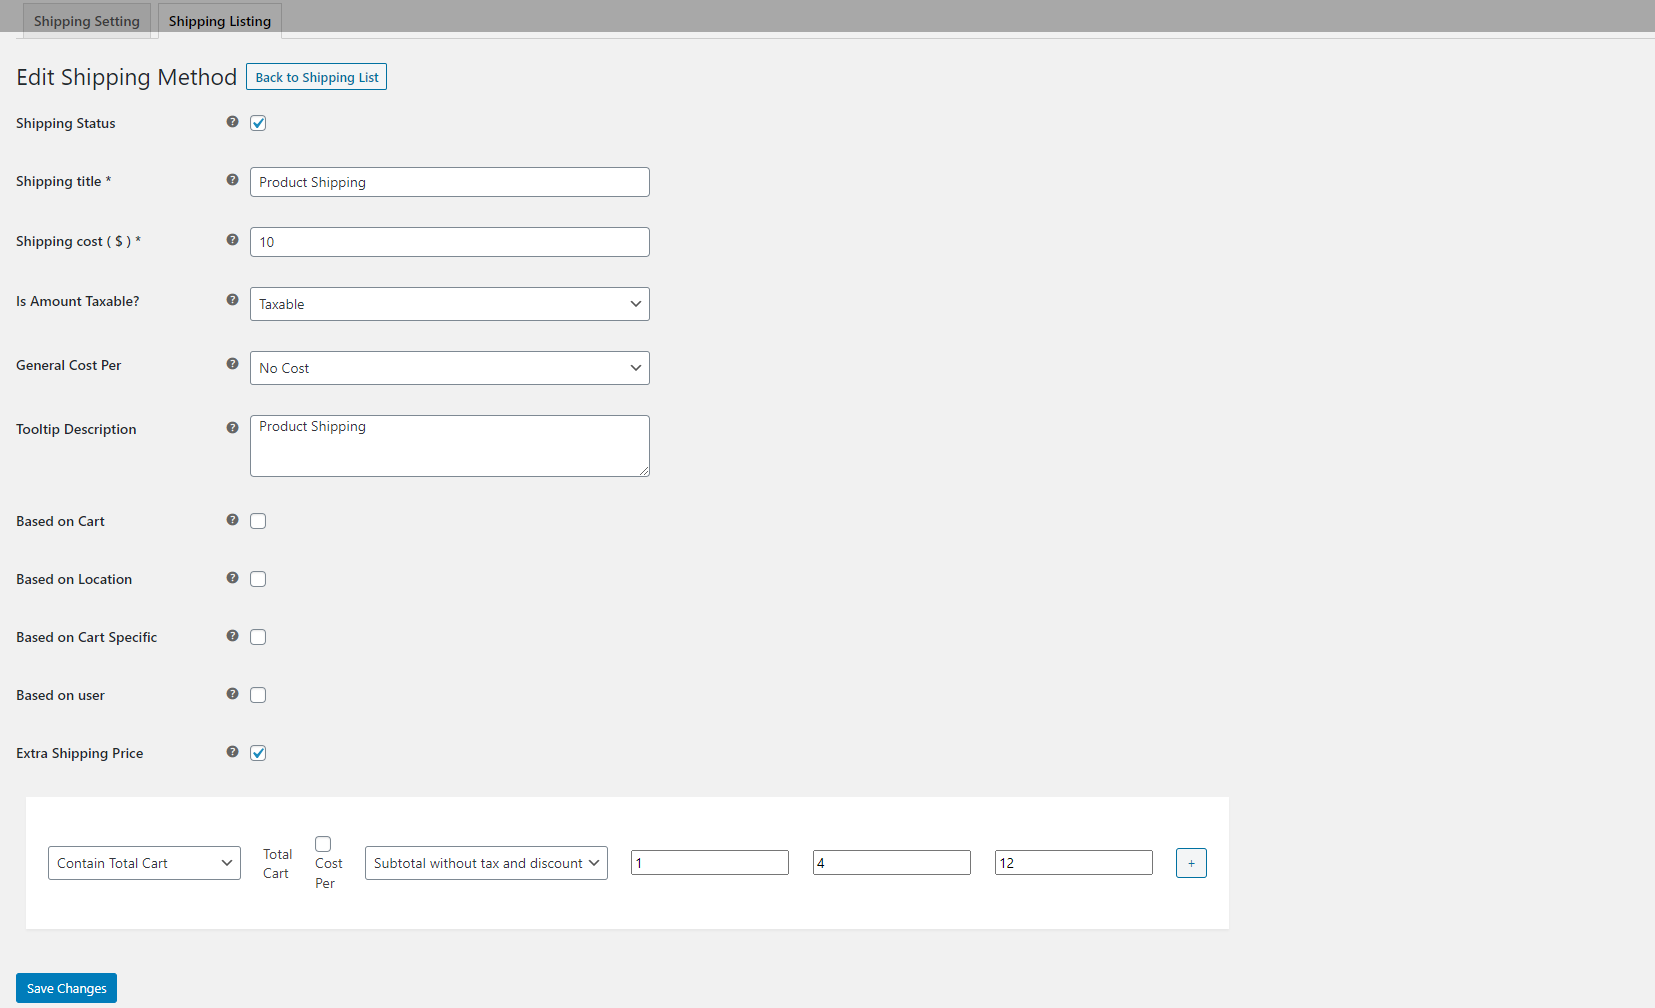 Shipping Setting Shipping Listing
Edit Shipping Method Back to Shipping List
Shipping Status ?
Shipping title * ? Product Shipping
Shipping cost ( $ ) * ? 10
Is Amount Taxable? ? Taxable
General Cost Per ? No Cost
Tooltip Description ? Product Shipping
Based on Cart ?
Based on Location ?
Based on Cart Specific ?
Based on user ?
Extra Shipping Price ?
Contain Total Cart
Total
Cart
Cost
Per
Subtotal without tax and discount 1 4 12 +
Save Changes